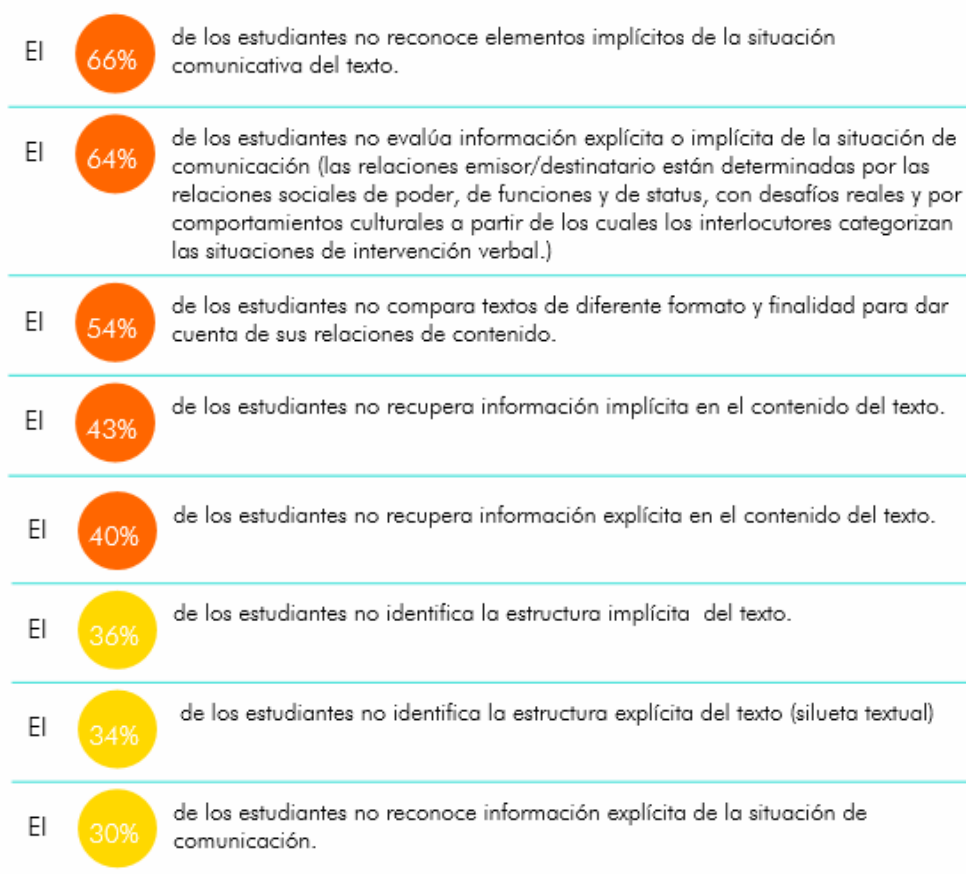 El 66% de los estudiantes no reconoce elementos implícitos de la situación
comunicativa del texto.
El 64% de los estudiantes no evalúa información explícita o implícita de la situación de
comunicación (las relaciones emisor/destinatario están determinadas por las
relaciones sociales de poder, de funciones y de status, con desafíos reales y por
comportamientos culturales a partir de los cuales los interlocutores categorizan
las situaciones de intervención verbal.)
El 54% de los estudiantes no compara textos de diferente formato y finalidad para dar
cuenta de sus relaciones de contenido.
El 43% de los estudiantes no recupera información implícita en el contenido del texto.
El 40% de los estudiantes no recupera información explícita en el contenido del texto.
El 36% de los estudiantes no identifica la estructura implícita del texto.
El 34% de los estudiantes no identifica la estructura explícita del texto (silueta textual)
El 30% de los estudiantes no reconoce información explícita de la situación de
comunicación.